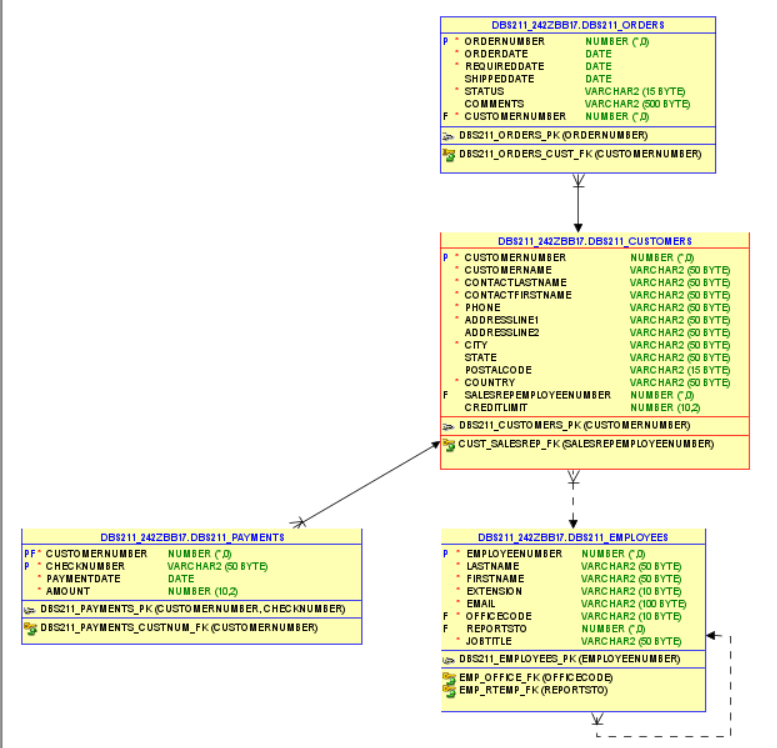 DBS211_242ZBB17.DBS211_ORDERS
P * ORDERNUMBER NUMBER (*,0)
* ORDERDATE DATE
* REQUIREDDATE DATE
SHIPPEDDATE DATE
* STATUS VARCHAR2 (15 BYTE)
COMMENTS VARCHAR2 (500 BYTE)
F * CUSTOMERNUMBER NUMBER (*,0)
DBS211_ORDERS_PK (ORDERNUMBER)
DBS211_ORDERS_CUST_FK (CUSTOMERNUMBER)
DBS211_242ZBB17.DBS211_CUSTOMERS
P * CUSTOMERNUMBER NUMBER (*,0)
* CUSTOMERNAME VARCHAR2 (50 BYTE)
* CONTACTLASTNAME VARCHAR2 (50 BYTE)
* CONTACTFIRSTNAME VARCHAR2 (50 BYTE)
* PHONE VARCHAR2 (50 BYTE)
* ADDRESSLINE1 VARCHAR2 (50 BYTE)
ADDRESSLINE2 VARCHAR2 (50 BYTE)
* CITY VARCHAR2 (50 BYTE)
STATE VARCHAR2 (50 BYTE)
POSTALCODE VARCHAR2 (15 BYTE)
* COUNTRY VARCHAR2 (50 BYTE)
F SALESREPEMPLOYEENUMBER NUMBER (*,0)
CREDITLIMIT NUMBER (10,2)
DBS211_CUSTOMERS_PK (CUSTOMERNUMBER)
CUST_SALESREP_FK (SALESREPEMPLOYEENUMBER)
DBS211_242ZBB17.DBS211_PAYMENTS
PF * CUSTOMERNUMBER NUMBER (*,0)
P * CHECKNUMBER VARCHAR2 (50 BYTE)
* PAYMENTDATE DATE
* AMOUNT NUMBER (10,2)
DBS211_PAYMENTS_PK (CUSTOMERNUMBER, CHECKNUMBER)
DBS211_PAYMENTS_CUSTNUM_FK (CUSTOMERNUMBER)
DBS211_242ZBB17.DBS211_EMPLOYEES
P * EMPLOYEENUMBER NUMBER (*,0)
* LASTNAME VARCHAR2 (50 BYTE)
* FIRSTNAME VARCHAR2 (50 BYTE)
* EXTENSION VARCHAR2 (10 BYTE)
* EMAIL VARCHAR2 (100 BYTE)
F * OFFICECODE VARCHAR2 (10 BYTE)
F REPORTSTO NUMBER (*,0)
* JOBTITLE VARCHAR2 (50 BYTE)
DBS211_EMPLOYEES_PK (EMPLOYEENUMBER)
EMP_OFFICE_FK (OFFICECODE)
EMP_RTEMP_FK (REPORTSTO)